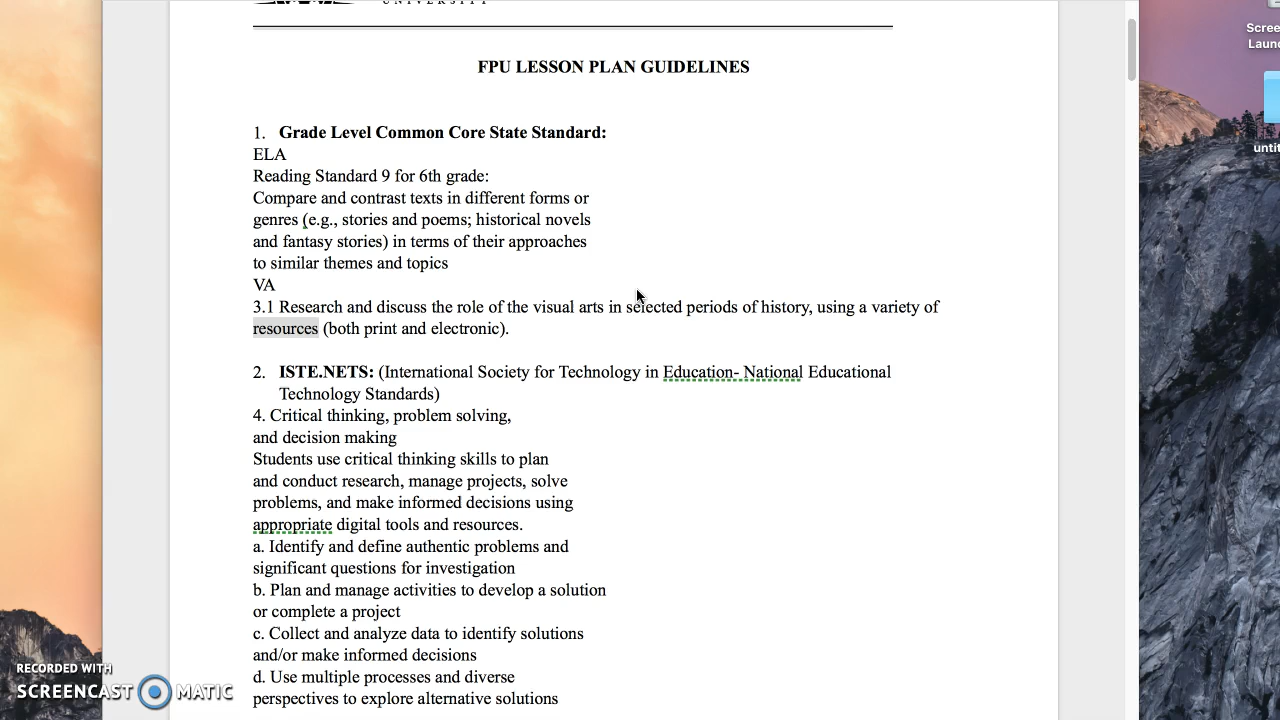 UNIVERSITY
FPU LESSON PLAN GUIDELINES
1. Grade Level Common Core State Standard:
ELA
Reading Standard 9 for 6th grade:
Compare and contrast texts in different forms or
genres (e.g., stories and poems; historical novels
and fantasy stories) in terms of their approaches
to similar themes and topics
VA
3.1 Research and discuss the role of the visual arts in selected periods of history, using a variety of
resources (both print and electronic).
2. ISTE.NETS: (International Society for Technology in Education- National Educational
Technology Standards)
4. Critical thinking, problem solving,
and decision making
Students use critical thinking skills to plan
and conduct research, manage projects, solve
problems, and make informed decisions using
appropriate digital tools and resources.
a. Identify and define authentic problems and
significant questions for investigation
b. Plan and manage activities to develop a solution
or complete a project
c. Collect and analyze data to identify solutions
and/or make informed decisions
d. Use multiple processes and diverse
perspectives to explore alternative solutions
Scree
Laun
unti
RECORDED WITH
SCREENCAST MATIC